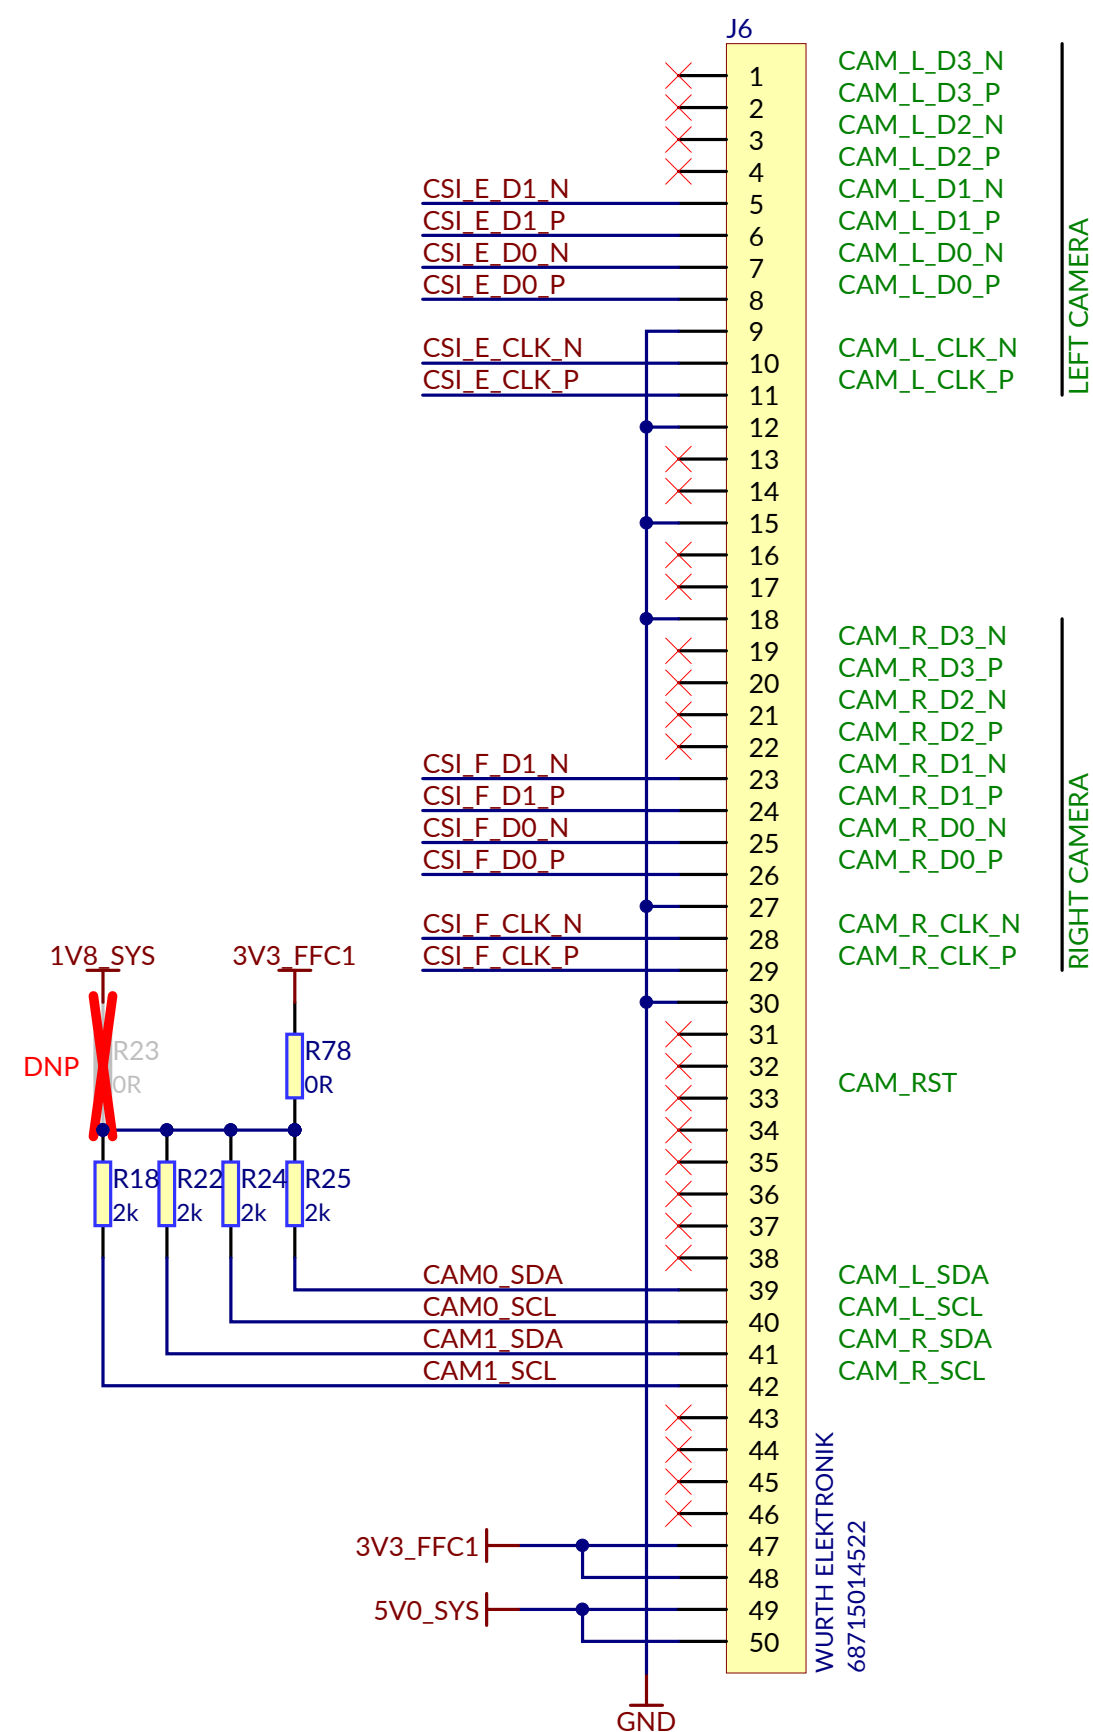 J6
1 CAM_L_D3_N
2 CAM_L_D3_P
3 CAM_L_D2_N
4 CAM_L_D2_P
CSI_E_D1_N 5 CAM_L_D1_N
CSI_E_D1_P 6 CAM_L_D1_P
CSI_E_D0_N 7 CAM_L_D0_N
CSI_E_D0_P 8 CAM_L_D0_P
9
CSI_E_CLK_N 10 CAM_L_CLK_N
CSI_E_CLK_P 11 CAM_L_CLK_P
LEFT CAMERA
12
13
14
15
16
17
18
19 CAM_R_D3_N
20 CAM_R_D3_P
21 CAM_R_D2_N
22 CAM_R_D2_P
CSI_F_D1_N 23 CAM_R_D1_N
CSI_F_D1_P 24 CAM_R_D1_P
CSI_F_D0_N 25 CAM_R_D0_N
CSI_F_D0_P 26 CAM_R_D0_P
27
CSI_F_CLK_N 28 CAM_R_CLK_N
CSI_F_CLK_P 29 CAM_R_CLK_P
RIGHT CAMERA
1V8_SYS 3V3_FFC1
30
31
DNP R23 R78
0R 0R
32
33 CAM_RST
34
35
R18 R22 R24 R25
2k 2k 2k 2k
36
37
38
CAM0_SDA 39 CAM_L_SDA
CAM0_SCL 40 CAM_L_SCL
CAM1_SDA 41 CAM_R_SDA
CAM1_SCL 42 CAM_R_SCL
43
44
45
46
3V3_FFC1 47
48
5V0_SYS 49
50
WURTH ELEKTRONIK
68715014522
GND